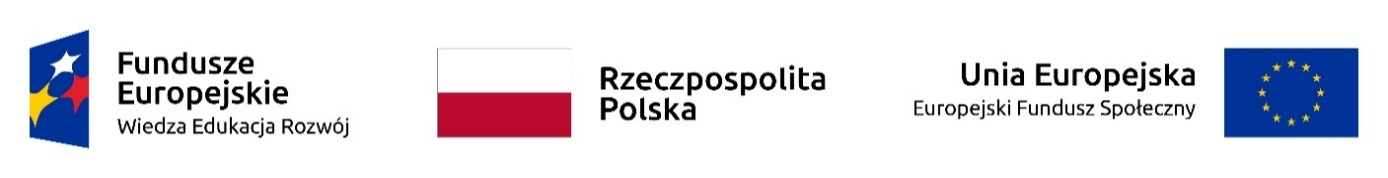 Fundusze
Europejskie
Wiedza Edukacja Rozwój
Rzeczpospolita
Polska
Unia Europejska
Europejski Fundusz Społeczny